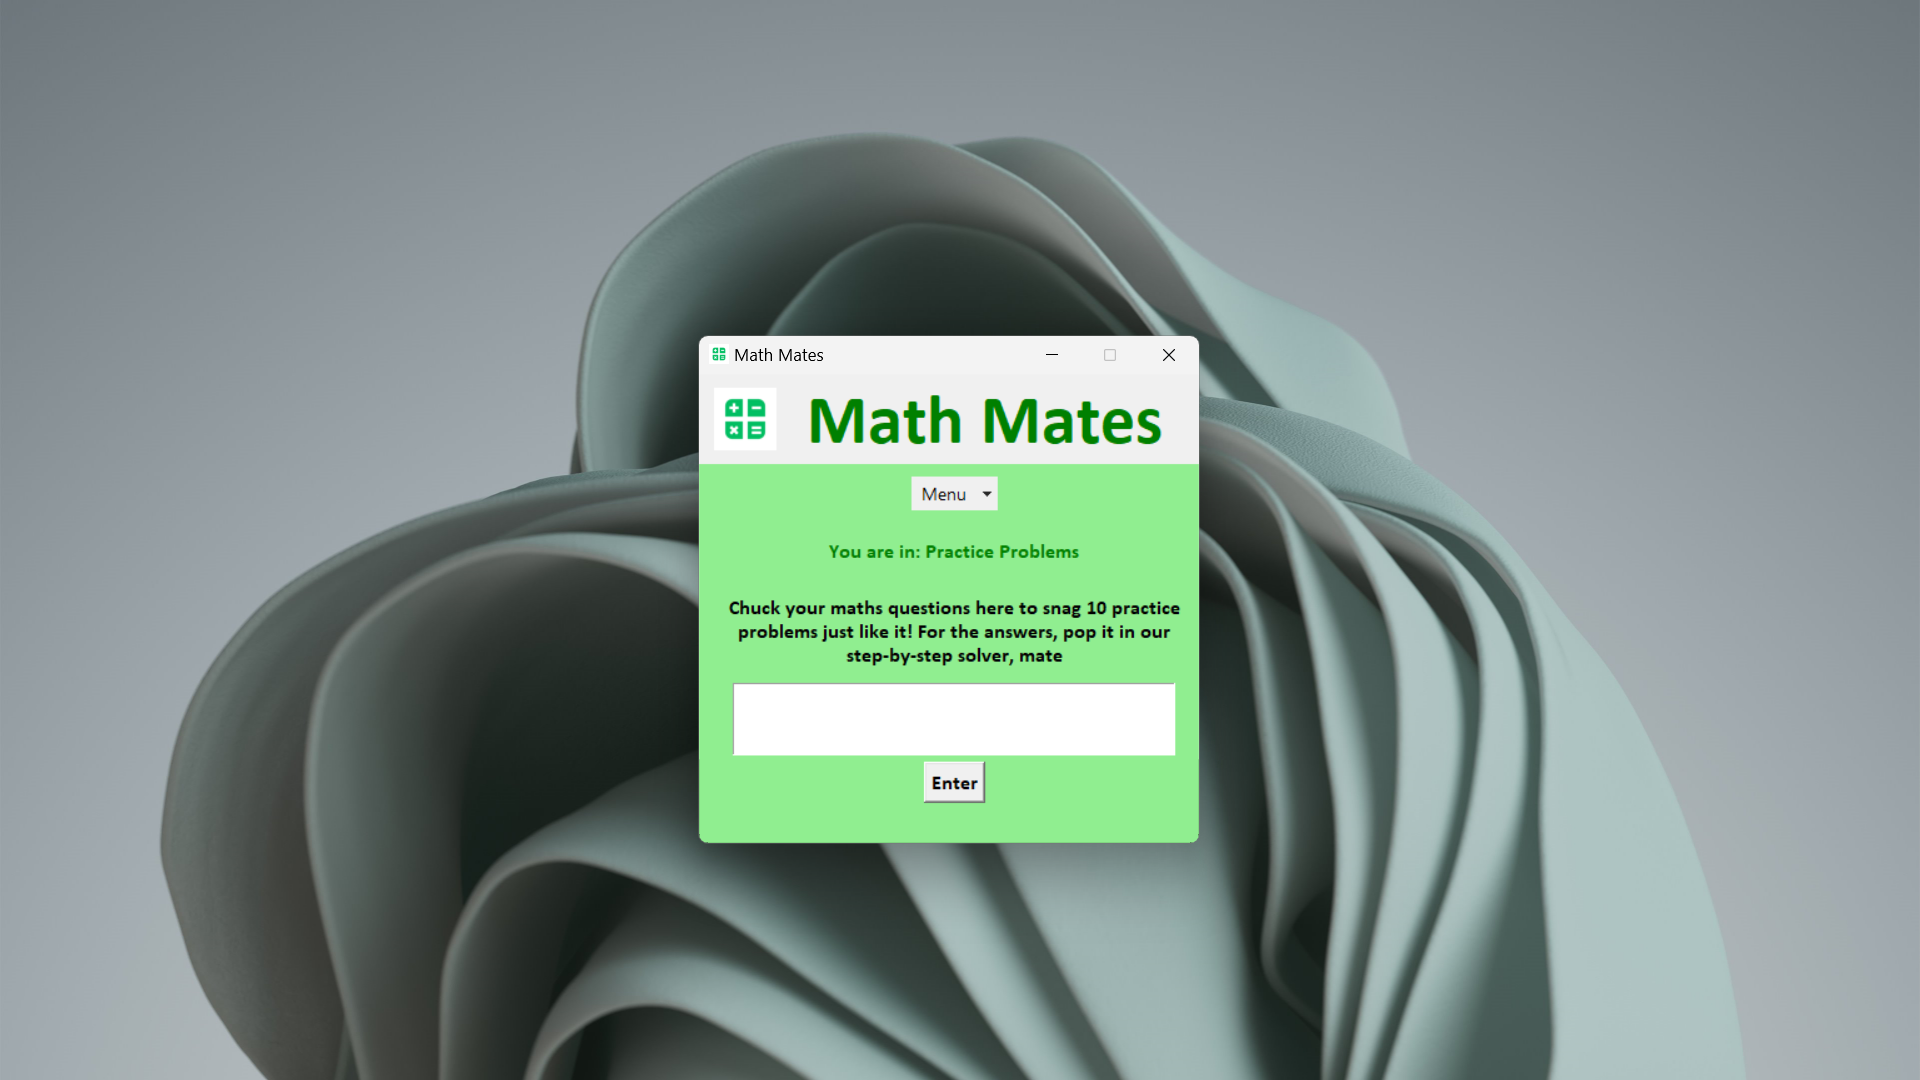 Math Mates
Math Mates
Menu
You are in: Practice Problems
Chuck your maths questions here to snag 10 practice
problems just like it! For the answers, pop it in our
step-by-step solver, mate
Enter